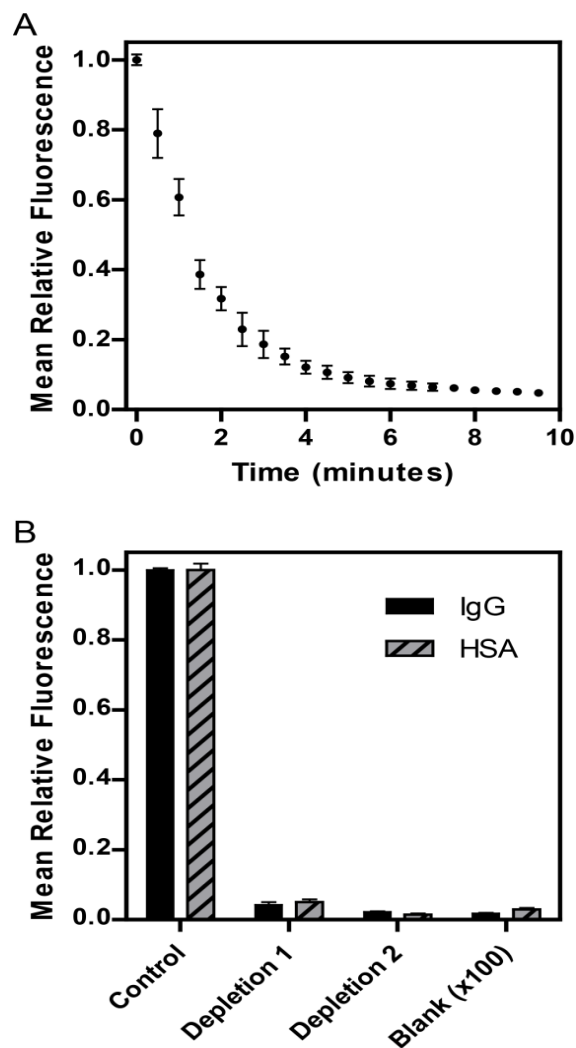 A
Mean Relative Fluorescence
1.0
0.8
0.6
0.4
0.2
0.0
0 2 4 6 8 10
Time (minutes)
B
Mean Relative Fluorescence
1.0
0.8
0.6
0.4
0.2
0.0
IgG
HSA
Control
Depletion 1
Depletion 2
Blank (x100)